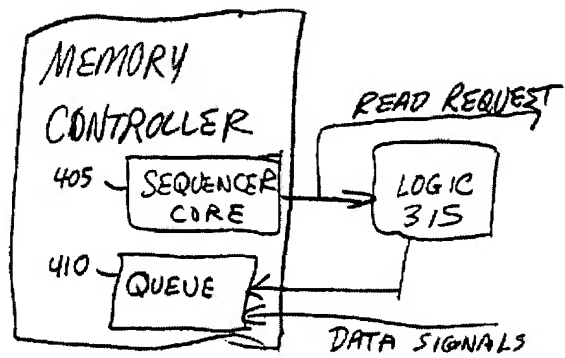 MEMORY
CONTROLLER
READ REQUEST
405
SEQUENCER
CORE
LOGIC
315
410
QUEUE
DATA SIGNALS